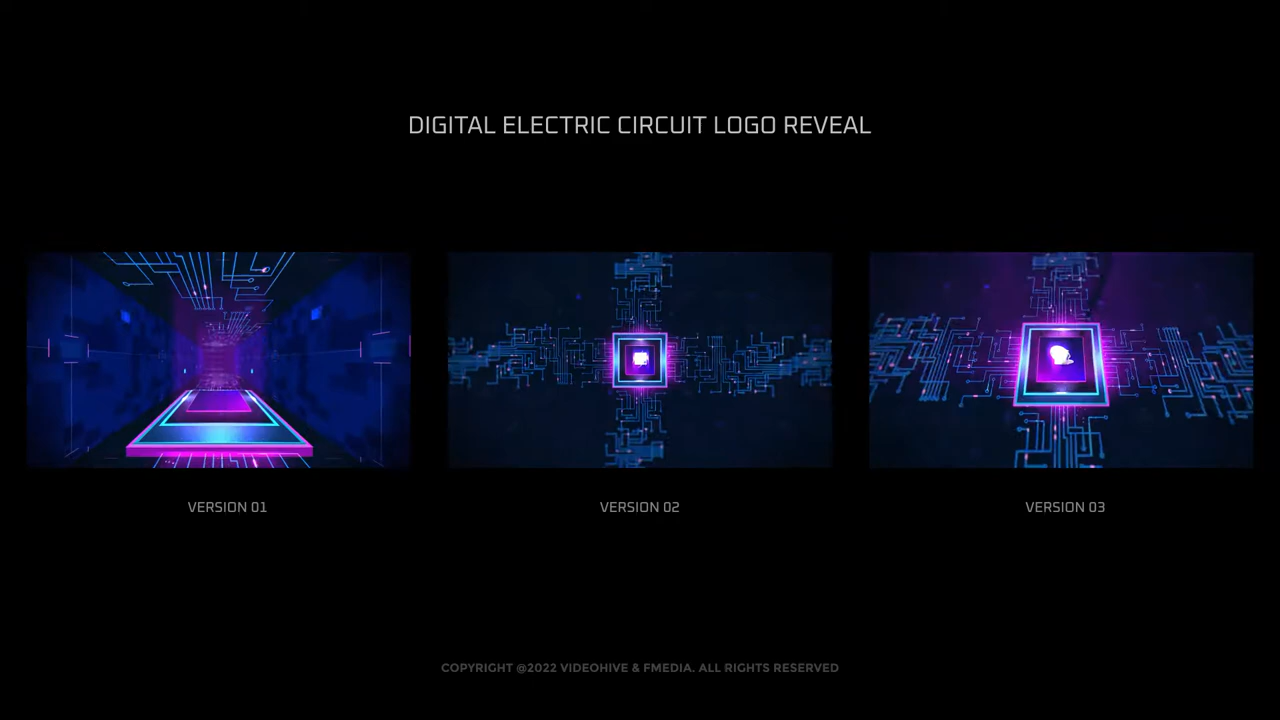 DIGITAL ELECTRIC CIRCUIT LOGO REVEAL
VERSION 01
VERSION 02
VERSION 03
COPYRIGHT @2022 VIDEOHIVE & FMEDIA. ALL RIGHTS RESERVED